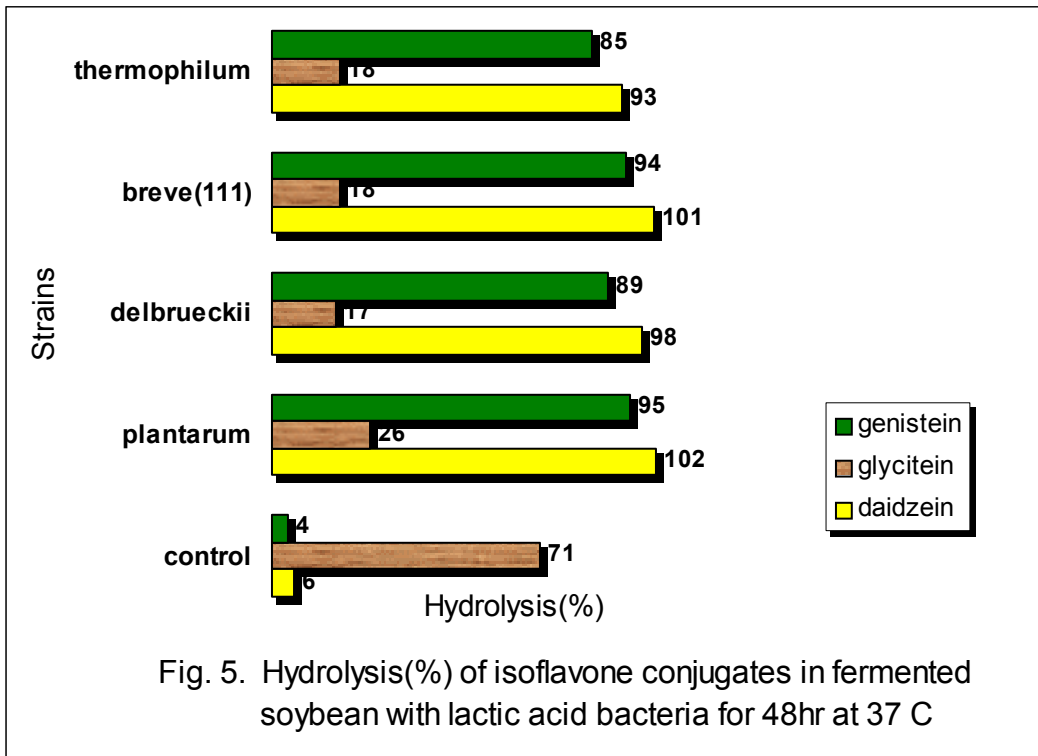 85
thermophilum
18
93
94
breve(111)
18
101
Strains
89
delbrueckii
17
98
95
plantarum
26
102
genistein
glycitein
daidzein
4
control
71
6
Hydrolysis(%)
Fig. 5. Hydrolysis(%) of isoflavone conjugates in fermented
soybean with lactic acid bacteria for 48hr at 37 C